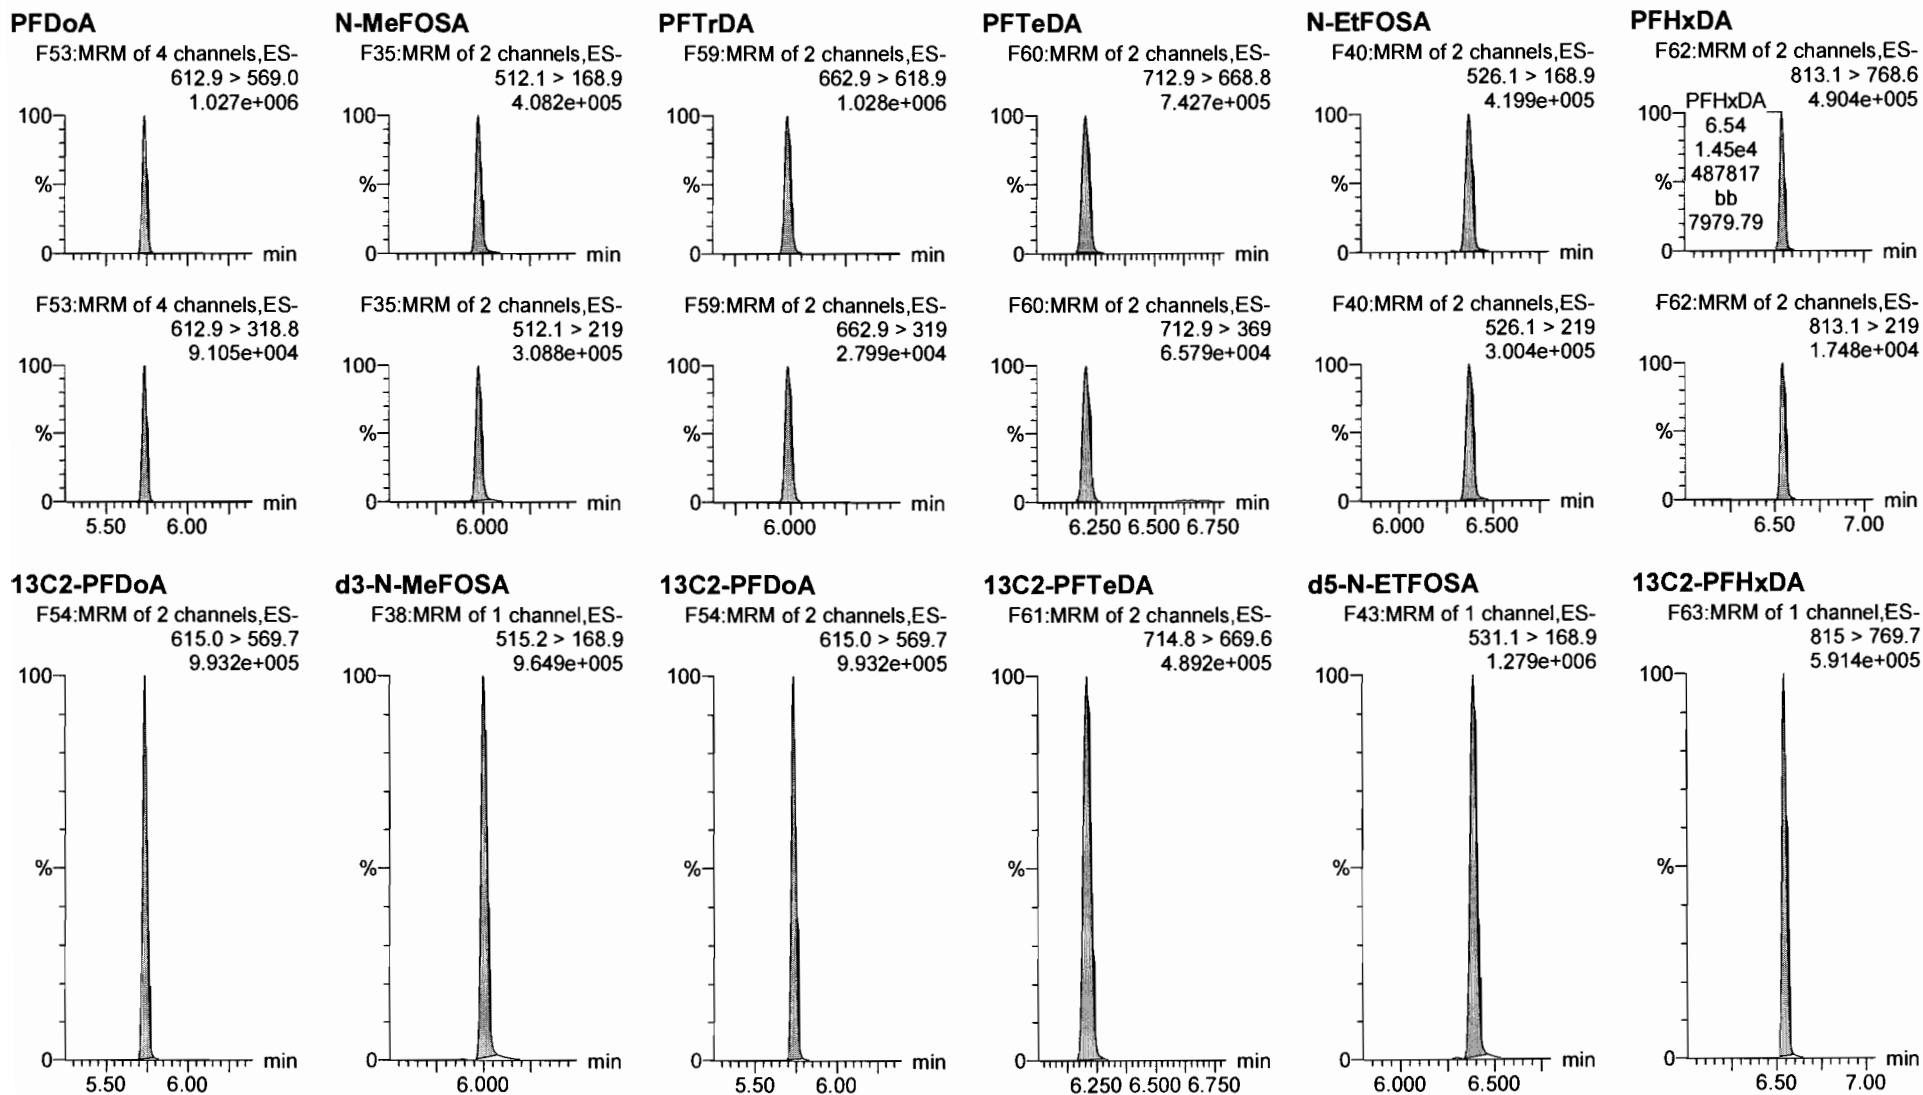 PFDoA
F53:MRM of 4 channels,ES-
612.9 > 569.0
1.027e+006
100
%
0
min
F53:MRM of 4 channels,ES-
612.9 > 318.8
9.105e+004
100
%
0
min
5.50 6.00
N-MeFOSA
F35:MRM of 2 channels,ES-
512.1 > 168.9
4.082e+005
100
%
0
min
F35:MRM of 2 channels,ES-
512.1 > 219
3.088e+005
100
%
0
min
6.000
PFTrDA
F59:MRM of 2 channels,ES-
662.9 > 618.9
1.028e+006
100
%
0
min
F59:MRM of 2 channels,ES-
662.9 > 319
2.799e+004
100
%
0
min
6.000
PFTeDA
F60:MRM of 2 channels,ES-
712.9 > 668.8
7.427e+005
100
%
0
min
F60:MRM of 2 channels,ES-
712.9 > 369
6.579e+004
100
%
0
min
6.250 6.500 6.750
N-EtFOSA
F40:MRM of 2 channels,ES-
526.1 > 168.9
4.199e+005
100
%
0
min
F40:MRM of 2 channels,ES-
526.1 > 219
3.004e+005
100
%
0
min
6.000 6.500
PFHxDA
F62:MRM of 2 channels,ES-
813.1 > 768.6
4.904e+005
PFHxDA
6.54
1.45e4
487817
bb
7979.79
100
%
0
min
F62:MRM of 2 channels,ES-
813.1 > 219
1.748e+004
100
%
0
min
6.50 7.00
13C2-PFDoA
F54:MRM of 2 channels,ES-
615.0 > 569.7
9.932e+005
100
%
0
min
5.50 6.00
d3-N-MeFOSA
F38:MRM of 1 channel,ES-
515.2 > 168.9
9.649e+005
100
%
0
min
6.000
13C2-PFDoA
F54:MRM of 2 channels,ES-
615.0 > 569.7
9.932e+005
100
%
0
min
5.50 6.00
13C2-PFTeDA
F61:MRM of 2 channels,ES-
714.8 > 669.6
4.892e+005
100
%
0
min
6.250 6.500 6.750
d5-N-ETFOSA
F43:MRM of 1 channel,ES-
531.1 > 168.9
1.279e+006
100
%
0
min
6.000 6.500
13C2-PFHxDA
F63:MRM of 1 channel,ES-
815 > 769.7
5.914e+005
100
%
0
min
6.50 7.00